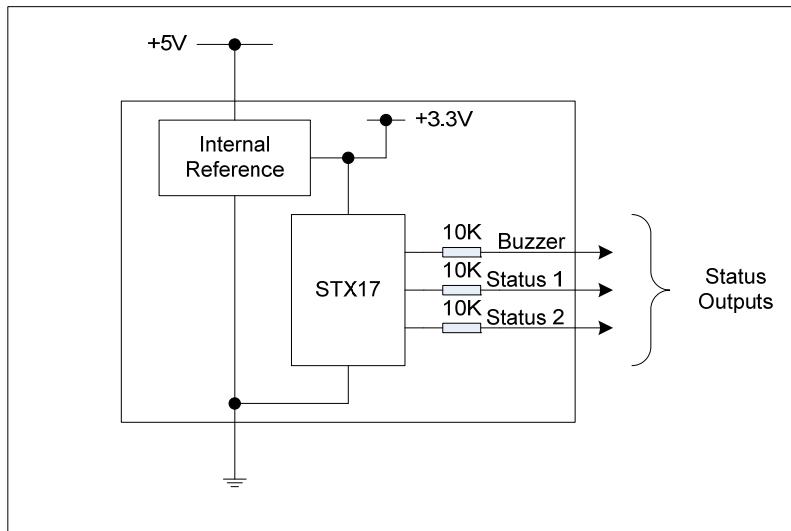 +5V
+3.3V
Internal
Reference
STX17
10K
Buzzer
10K
Status 1
10K
Status 2
Status
Outputs